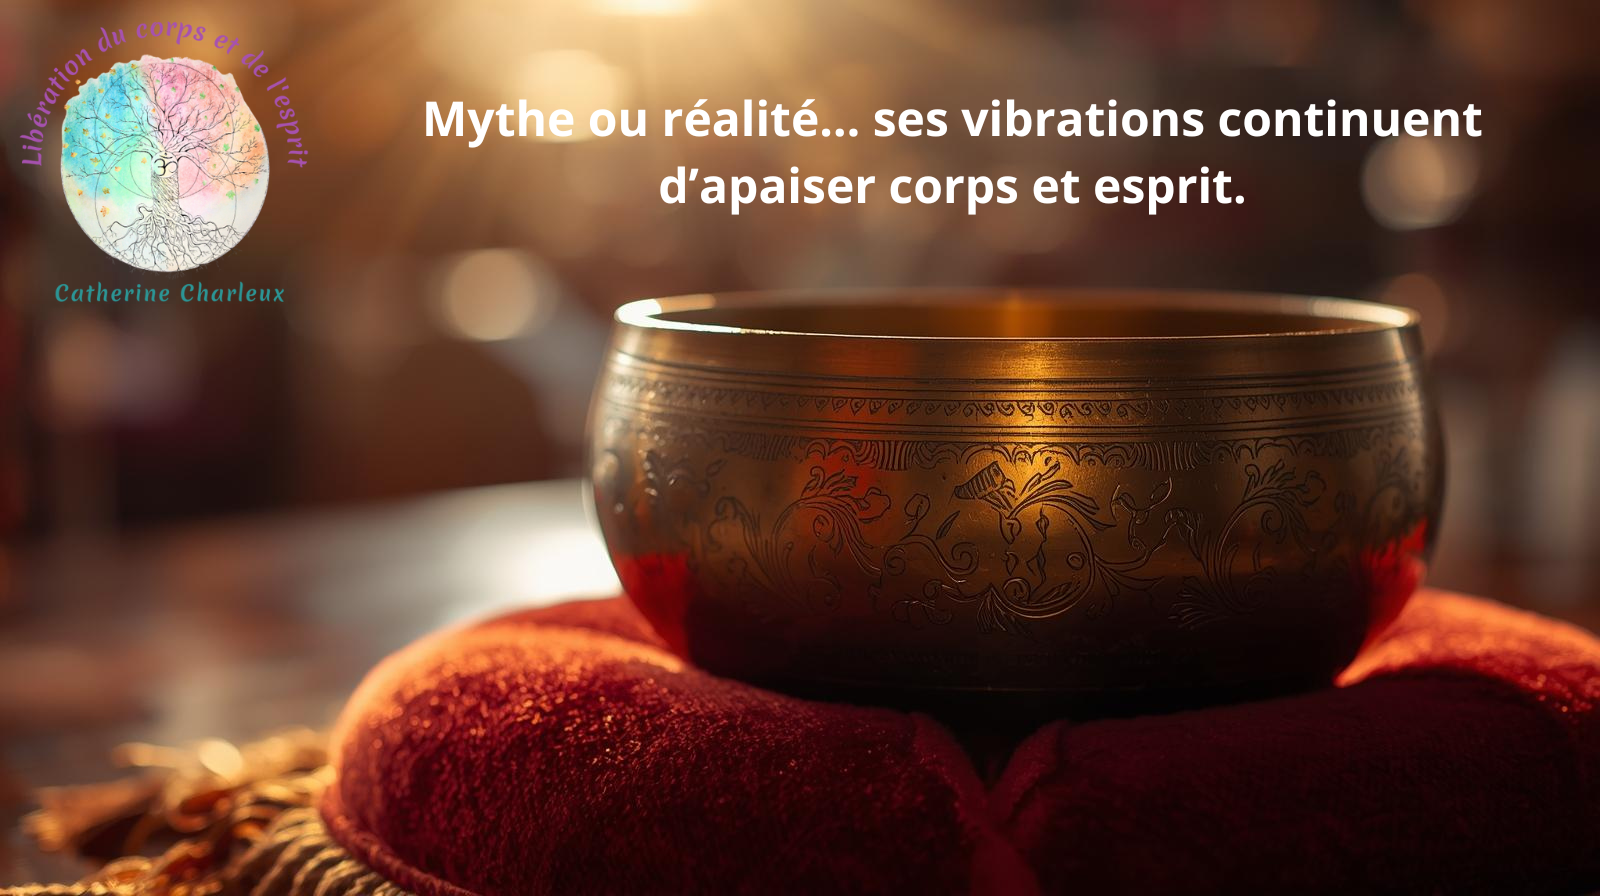 Libération du corps et de l'esprit
Catherine Charleux
Mythe ou réalité... ses vibrations continuent
d’apaiser corps et esprit.